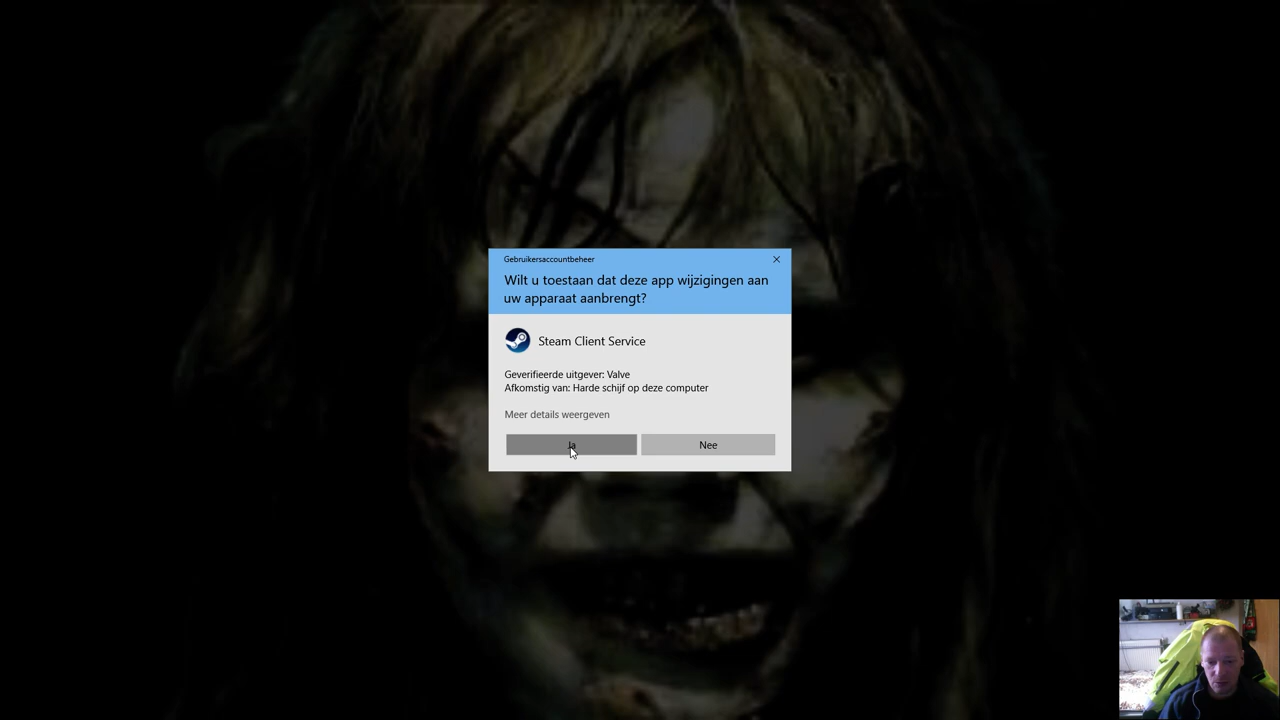 Gebruikersaccountbeheer
Wilt u toestaan dat deze app wijzigingen aan
uw apparaat aanbrengt?
Steam Client Service
Geverifieerde uitgever: Valve
Afkomstig van: Harde schijf op deze computer
Meer details weergeven
Ja
Nee